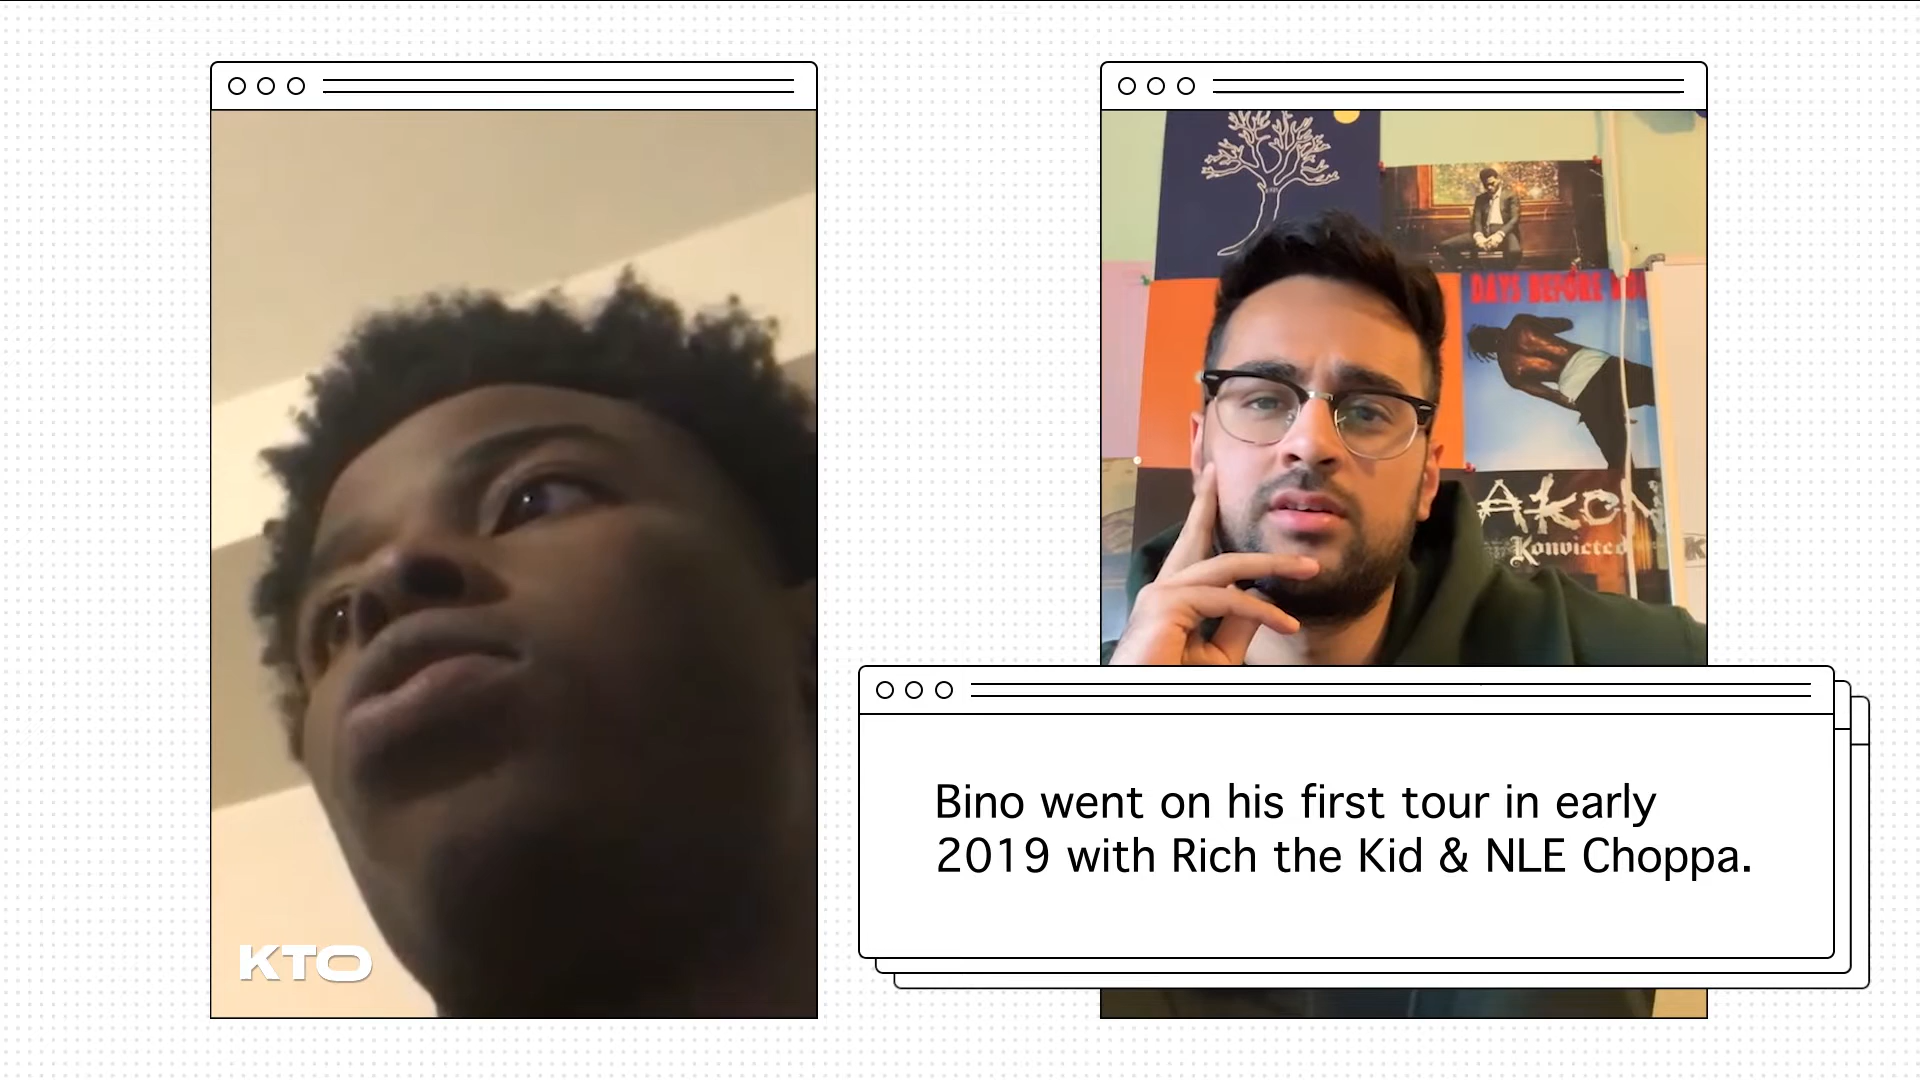 DAYS BEFORE
AKON
Konvicted
Bino went on his first tour in early
2019 with Rich the Kid & NLE Choppa.
KTO